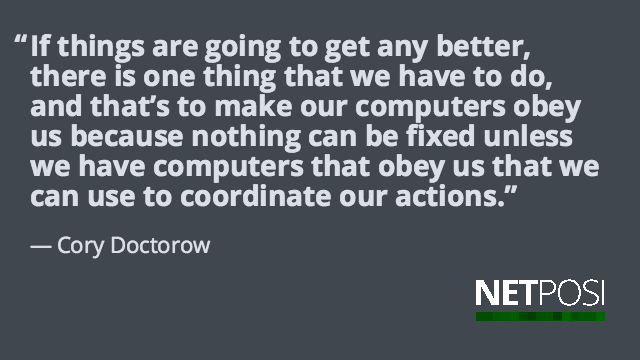 “If things are going to get any better,
there is one thing that we have to do,
and that’s to make our computers obey
us because nothing can be fixed unless
we have computers that obey us that we
can use to coordinate our actions.”
— Cory Doctorow
NETPOSI